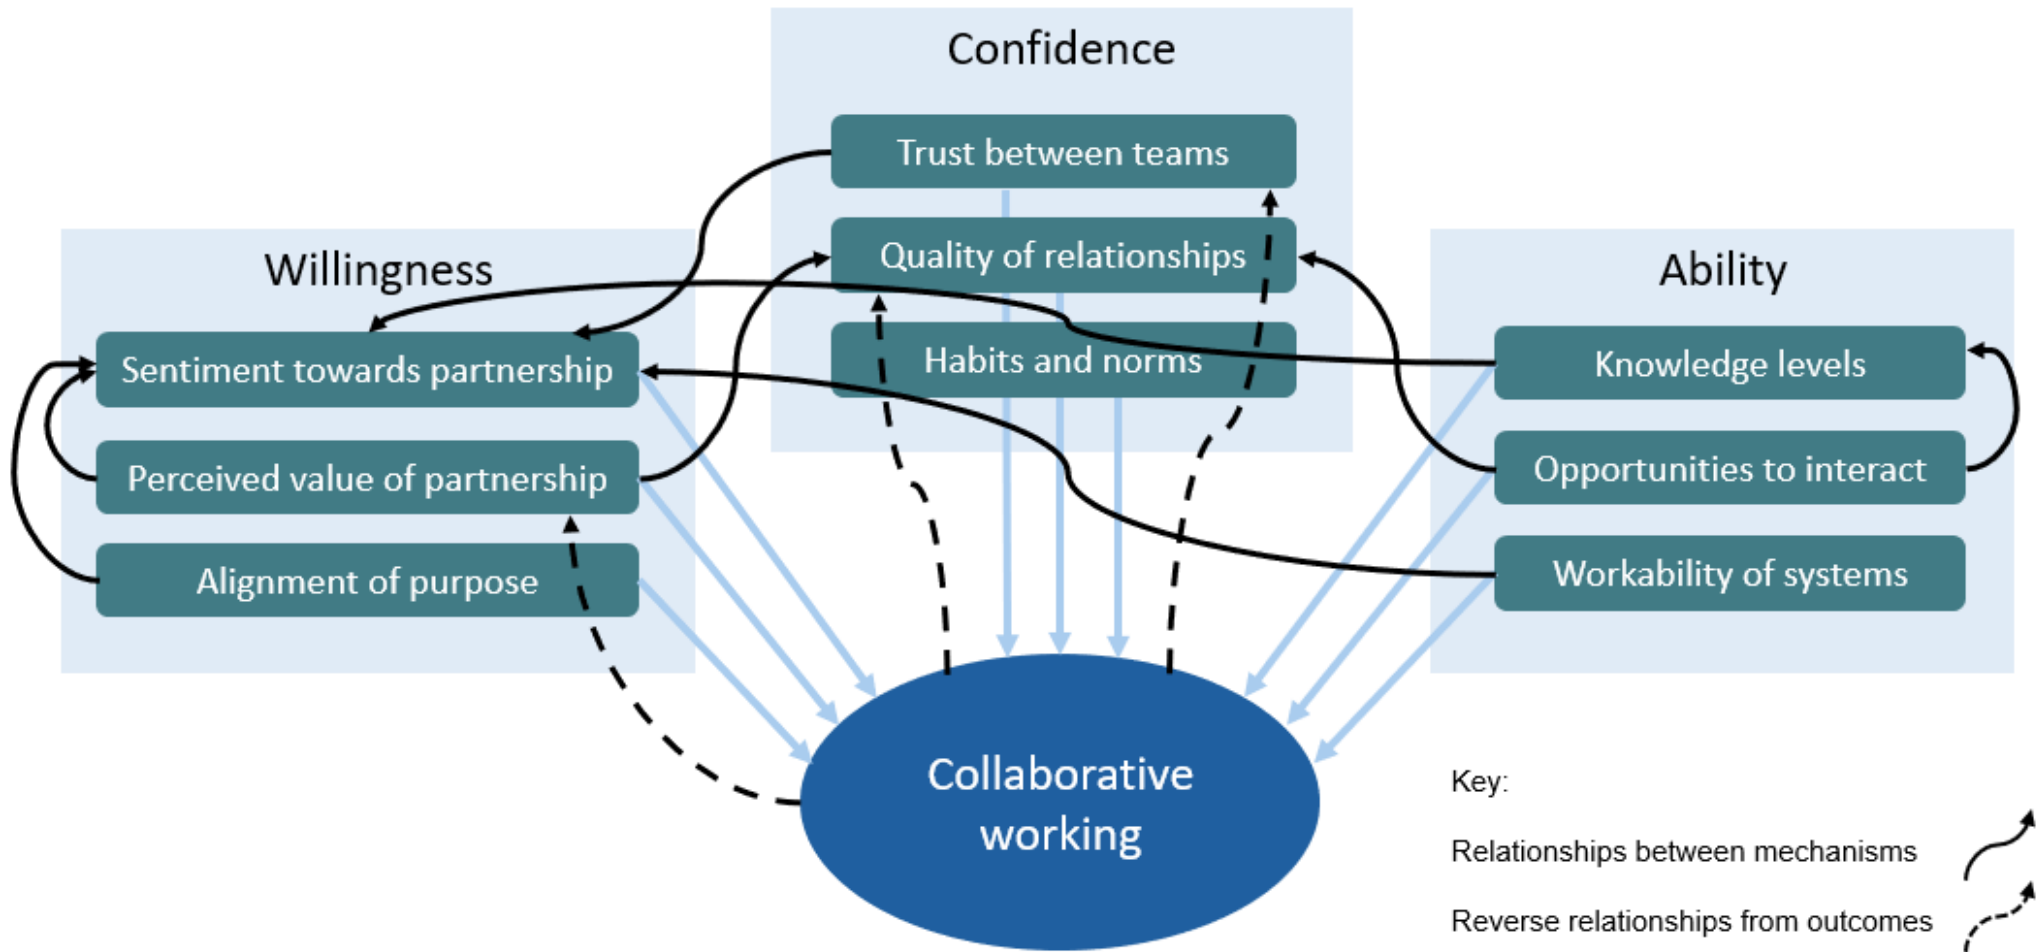 Confidence
Trust between teams
Quality of relationships
Habits and norms
Willingness
Sentiment towards partnership
Perceived value of partnership
Alignment of purpose
Ability
Knowledge levels
Opportunities to interact
Workability of systems
Collaborative
working
Key:
Relationships between mechanisms
Reverse relationships from outcomes